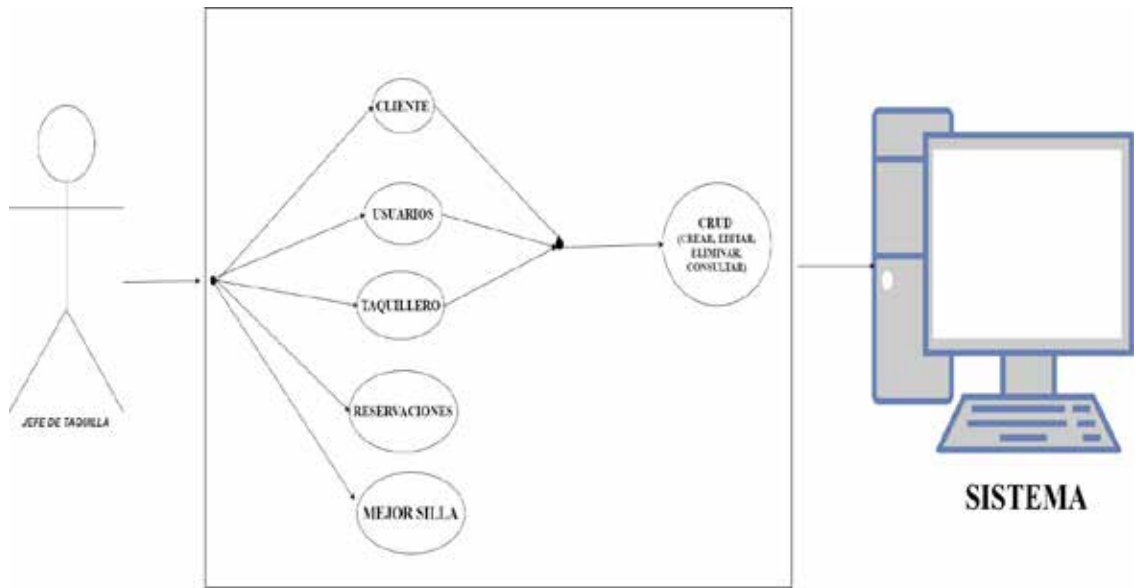 CLIENTE
USUARIOS
TAQUILLERO
RESERVACIONES
MEJOR SILLA
CRUD
(CREAR, EDITAR,
ELIMINAR,
CONSULTAR)
JEFE DE TAQUILLA
SISTEMA